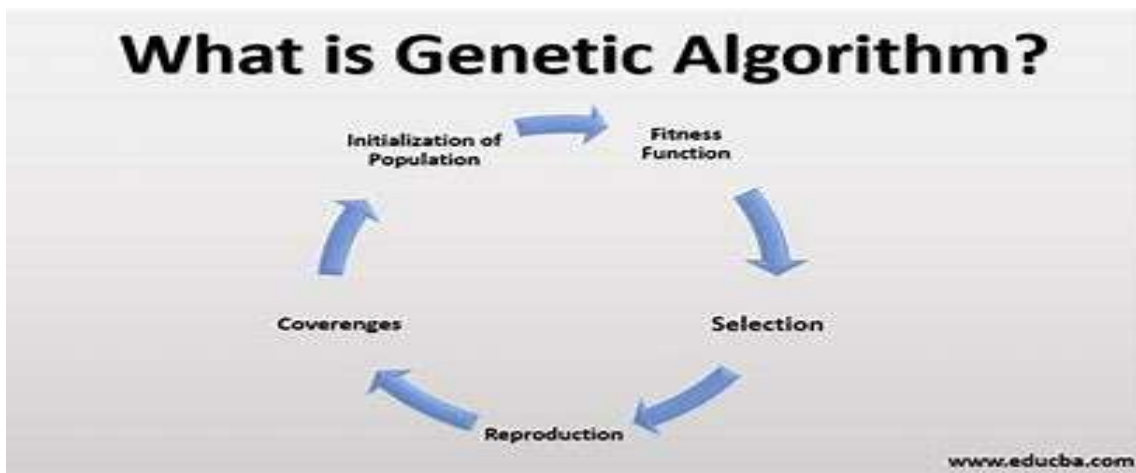 What is Genetic Algorithm?
Initialization of
Population
Fitness
Function
Selection
Reproduction
Coverenges
www.educba.com